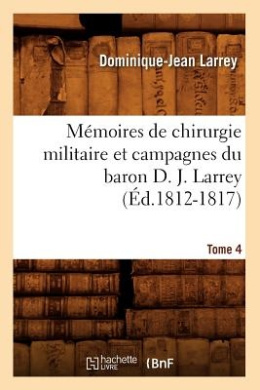 Dominique-Jean Larrey
Mémoires de chirurgie
militaire et campagnes du
baron D. J. Larrey
(Éd.1812-1817)
Tome 4
hachette
LIVRE
{BnF